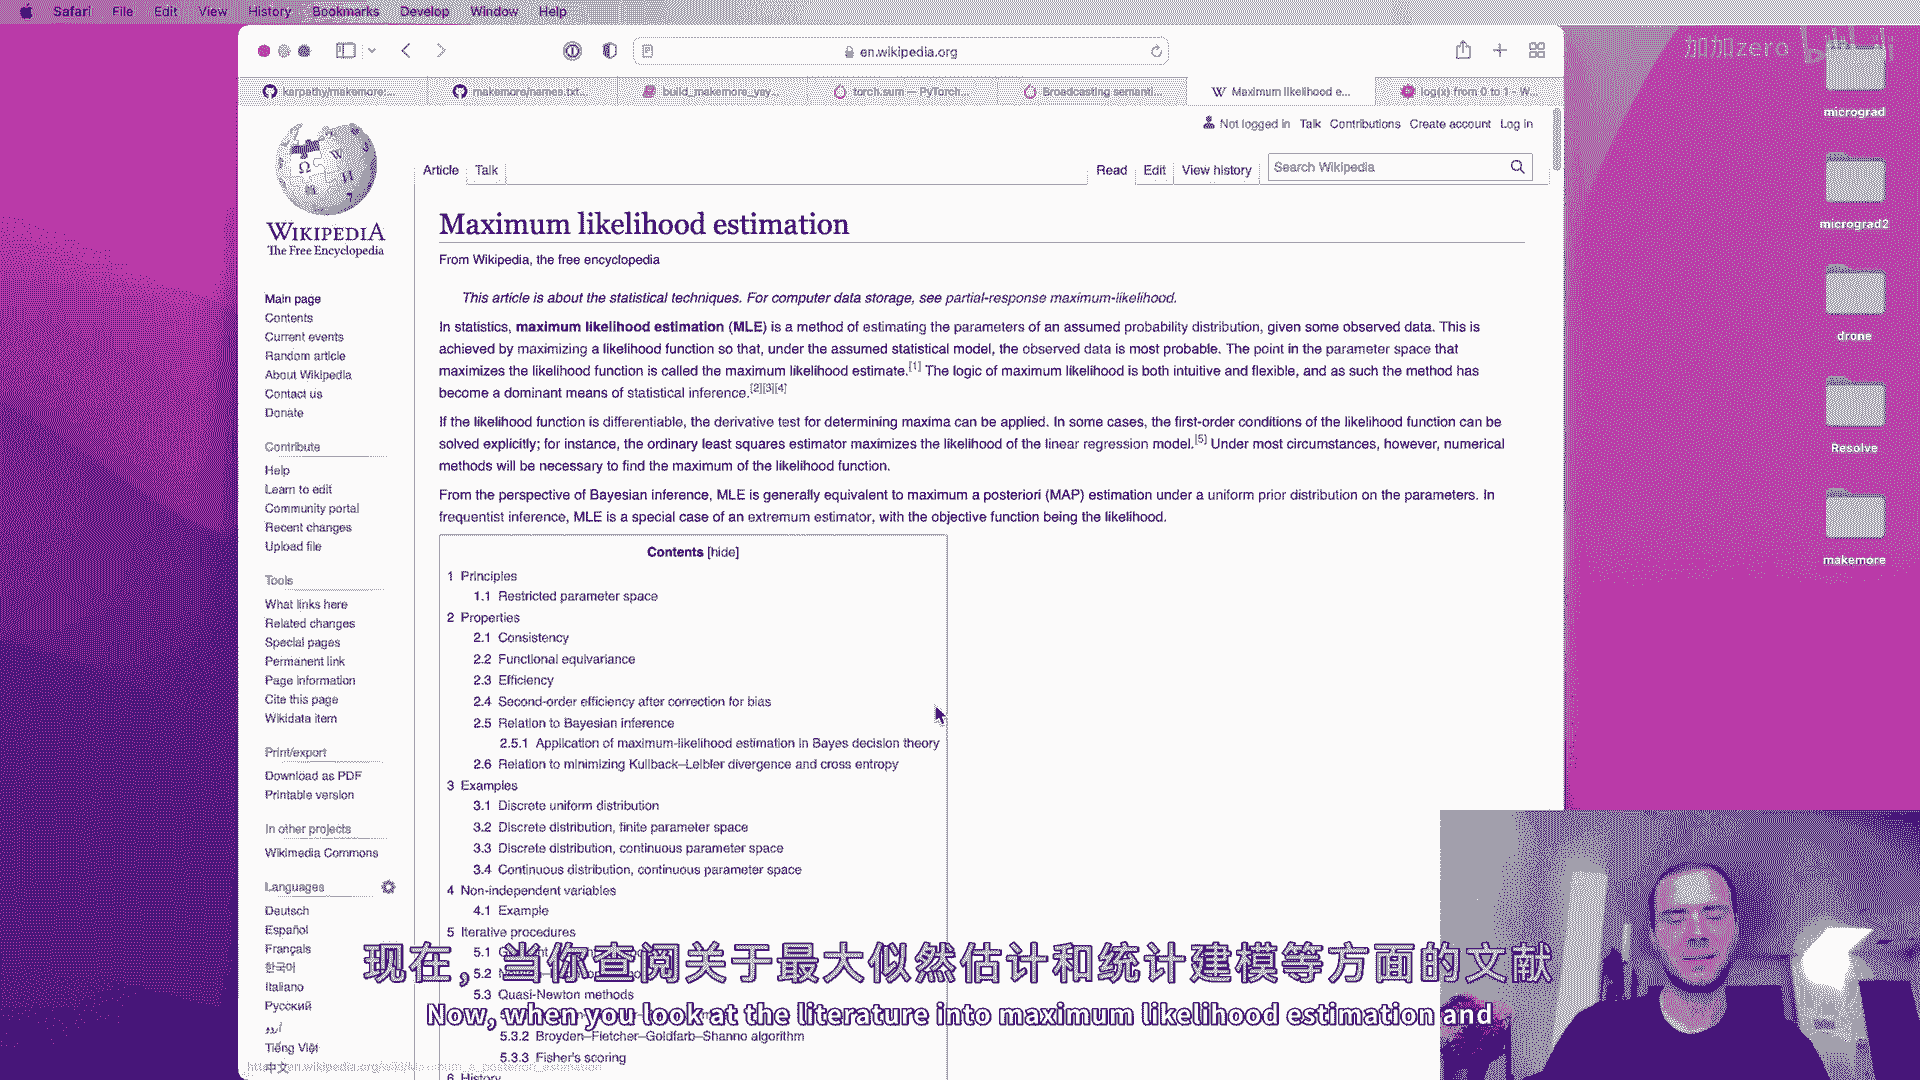 Safari File Edit View History Bookmarks Develop Window Help
en.wikipedia.org
加加zero
karpathy/makemore:...
makemore/names.txt...
build_makemore_yay...
torch.sum — PyTorch...
Broadcasting semanti...
W Maximum likelihood e...
log(x) from 0 to 1 - W...
micrograd
micrograd2
drone
Resolve
makemore
Not logged in Talk Contributions Create account Log in
Article Talk
Read Edit View history
Search Wikipedia
WIKIPEDIA
The Free Encyclopedia
Main page
Contents
Current events
Random article
About Wikipedia
Contact us
Donate
Contribute
Help
Learn to edit
Community portal
Recent changes
Upload file
Tools
What links here
Related changes
Special pages
Permanent link
Page information
Cite this page
Wikidata item
Print/export
Download as PDF
Printable version
In other projects
Wikimedia Commons
Languages
Deutsch
Español
Français
한국어
Italiano
Русский
اردو
Tiếng Việt
中文
Maximum likelihood estimation
From Wikipedia, the free encyclopedia
This article is about the statistical techniques. For computer data storage, see partial-response maximum-likelihood.
In statistics, maximum likelihood estimation (MLE) is a method of estimating the parameters of an assumed probability distribution, given some observed data. This is
achieved by maximizing a likelihood function so that, under the assumed statistical model, the observed data is most probable. The point in the parameter space that
maximizes the likelihood function is called the maximum likelihood estimate.[1] The logic of maximum likelihood is both intuitive and flexible, and as such the method has
become a dominant means of statistical inference.[2][3][4]
If the likelihood function is differentiable, the derivative test for determining maxima can be applied. In some cases, the first-order conditions of the likelihood function can be
solved explicitly; for instance, the ordinary least squares estimator maximizes the likelihood of the linear regression model.[5] Under most circumstances, however, numerical
methods will be necessary to find the maximum of the likelihood function.
From the perspective of Bayesian inference, MLE is generally equivalent to maximum a posteriori (MAP) estimation under a uniform prior distribution on the parameters. In
frequentist inference, MLE is a special case of an extremum estimator, with the objective function being the likelihood.
Contents [hide]
1 Principles
1.1 Restricted parameter space
2 Properties
2.1 Consistency
2.2 Functional equivariance
2.3 Efficiency
2.4 Second-order efficiency after correction for bias
2.5 Relation to Bayesian inference
2.5.1 Application of maximum-likelihood estimation in Bayes decision theory
2.6 Relation to minimizing Kullback–Leibler divergence and cross entropy
3 Examples
3.1 Discrete uniform distribution
3.2 Discrete distribution, finite parameter space
3.3 Discrete distribution, continuous parameter space
3.4 Continuous distribution, continuous parameter space
4 Non-independent variables
4.1 Example
5 Iterative procedures
5.1
5.2
5.3 Quasi-Newton methods
5.3.2 Broyden–Fletcher–Goldfarb–Shanno algorithm
5.3.3 Fisher's scoring
6 History
现在，当你查阅关于最大似然估计和统计建模等方面的文献
Now, when you look at the literature into maximum likelihood estimation and